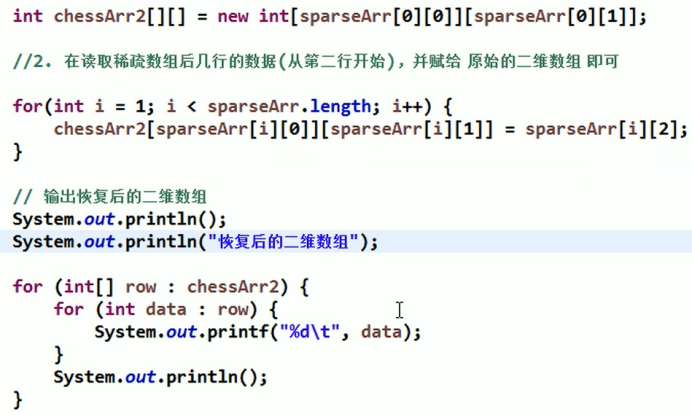 int chessArr2[][] = new int[sparseArr[0][0]][sparseArr[0][1]];
//2. 在读取稀疏数组后几行的数据(从第二行开始)，并赋给 原始的二维数组 即可
for(int i = 1; i < sparseArr.length; i++) {
chessArr2[sparseArr[i][0]][sparseArr[i][1]] = sparseArr[i][2];
}
// 输出恢复后的二维数组
System.out.println();
System.out.println("恢复后的二维数组");
for (int[] row : chessArr2) {
for (int data : row) {
System.out.printf("%d\t", data);
}
System.out.println();
}